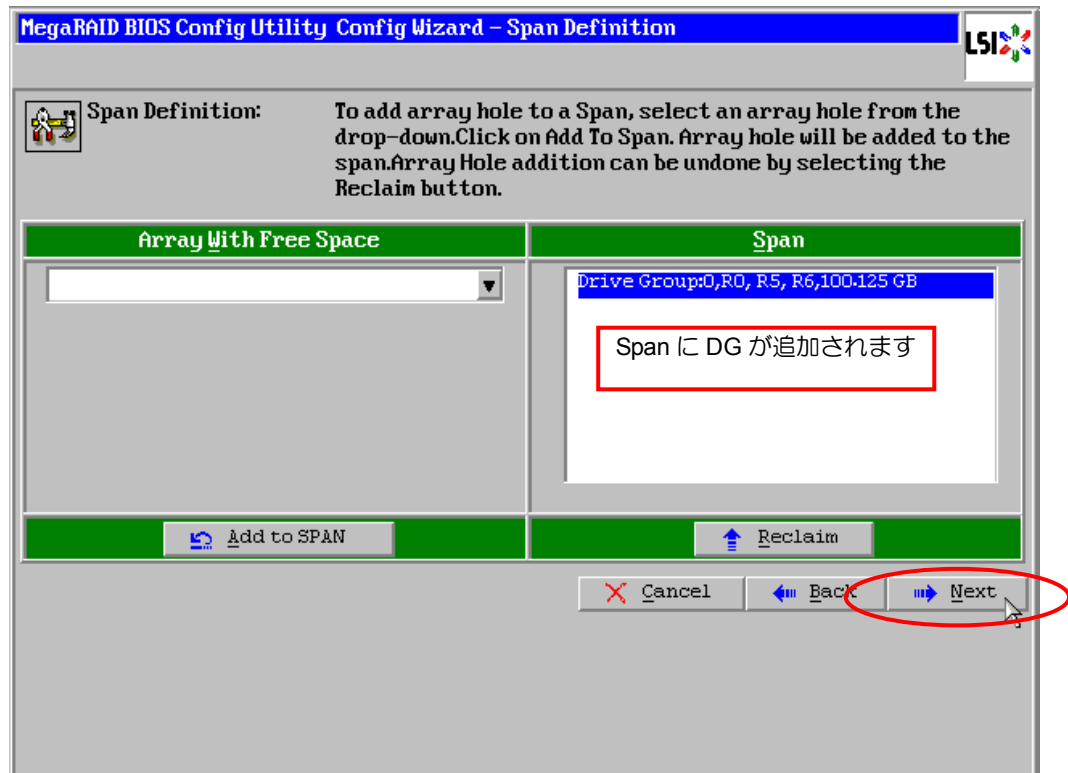 MegaRAID BIOS Config Utility Config Wizard – Span Definition
LSI
Span Definition:
To add array hole to a Span, select an array hole from the
drop-down.Click on Add To Span. Array hole will be added to the
span.Array Hole addition can be undone by selecting the
Reclaim button.
Array With Free Space
Span
Drive Group:0,R0, R5, R6,100.125 GB
Span に DG が追加されます
Add to SPAN
Reclaim
Cancel
Back
Next